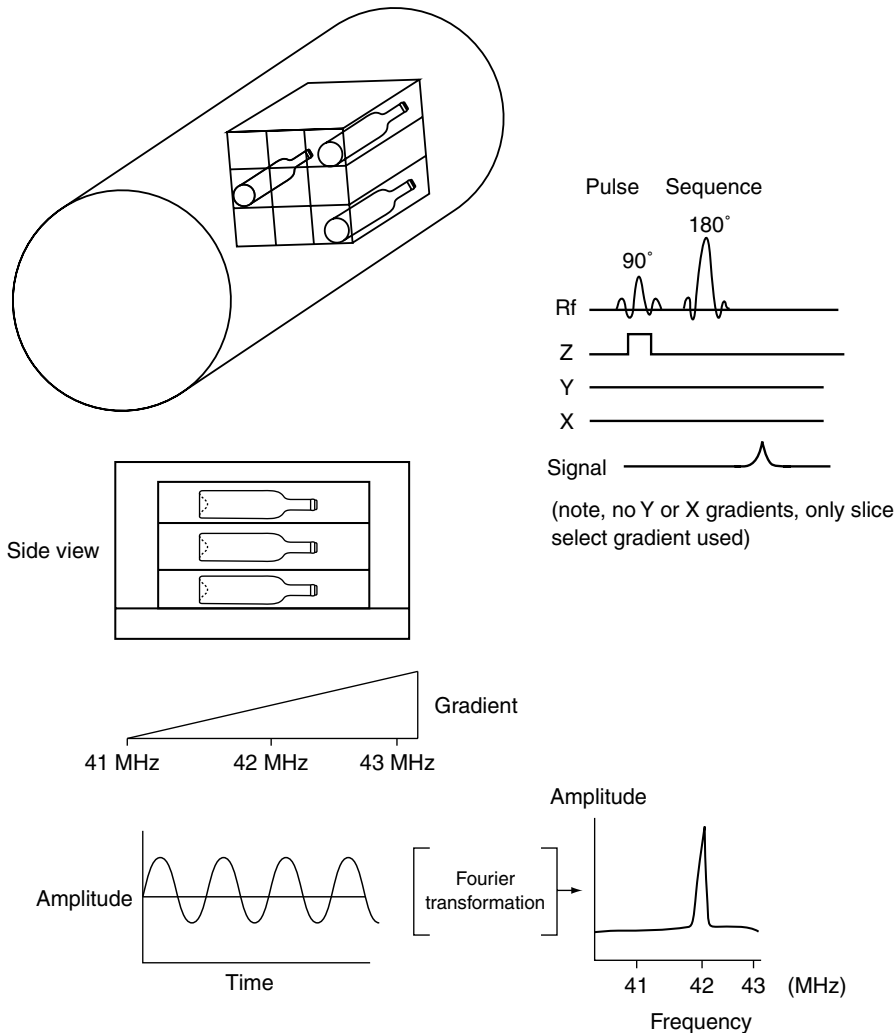 Pulse Sequence
180°
90°
Rf
Z
Y
X
Signal
(note, no Y or X gradients, only slice
select gradient used)
Side view
Gradient
41 MHz 42 MHz 43 MHz
Amplitude
Time
Fourier
transformation
Amplitude
41 42 43 (MHz)
Frequency